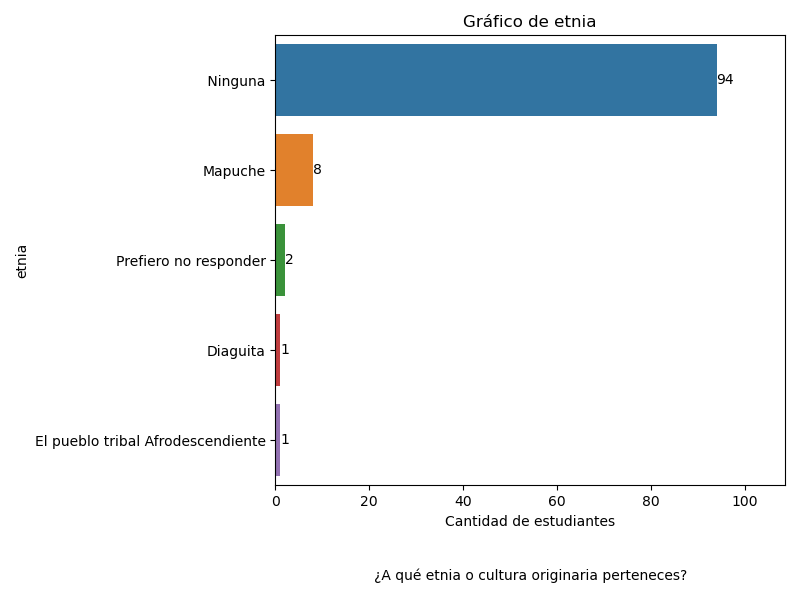 Gráfico de etnia
Ninguna
94
Mapuche
8
etnia
Prefiero no responder
2
Diaguita
1
El pueblo tribal Afrodescendiente
1
0 20 40 60 80 100
Cantidad de estudiantes
¿A qué etnia o cultura originaria perteneces?